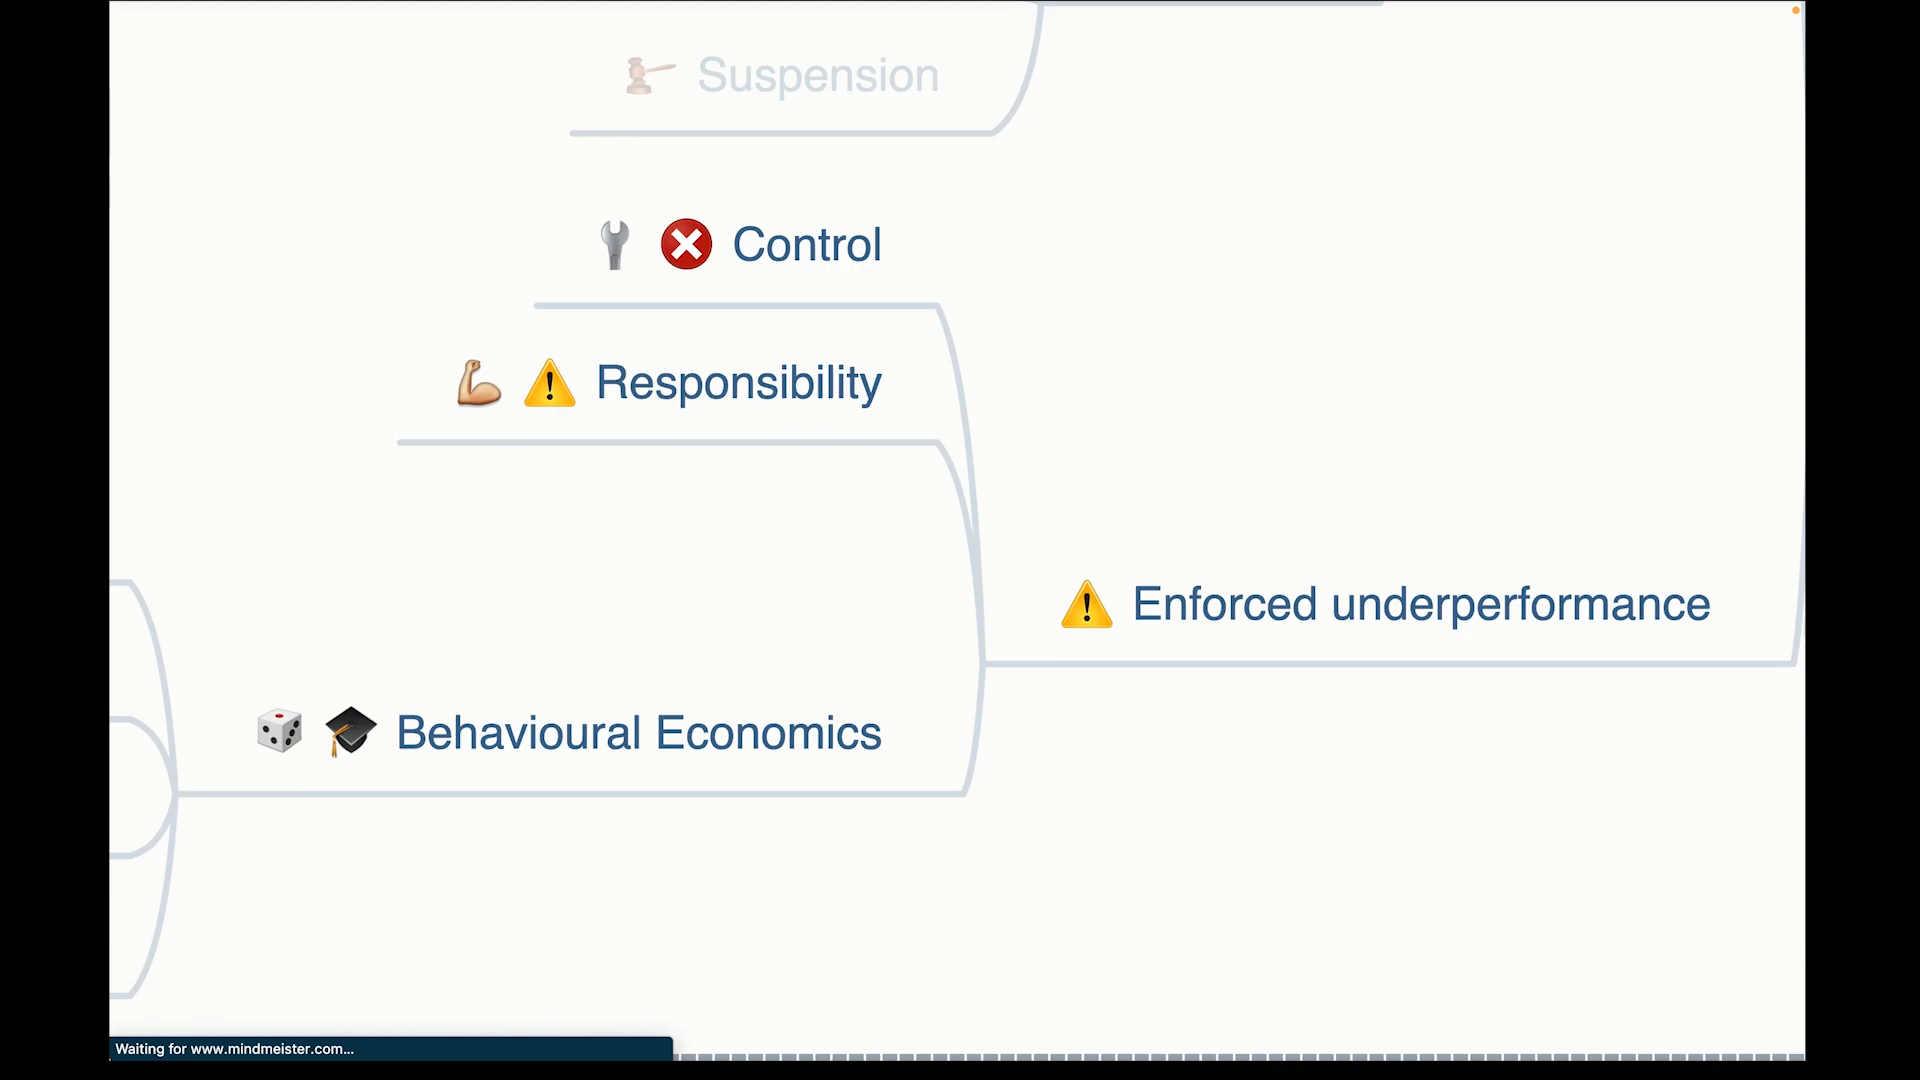 Suspension
Control
Responsibility
Enforced underperformance
Behavioural Economics
Waiting for www.mindmeister.com...